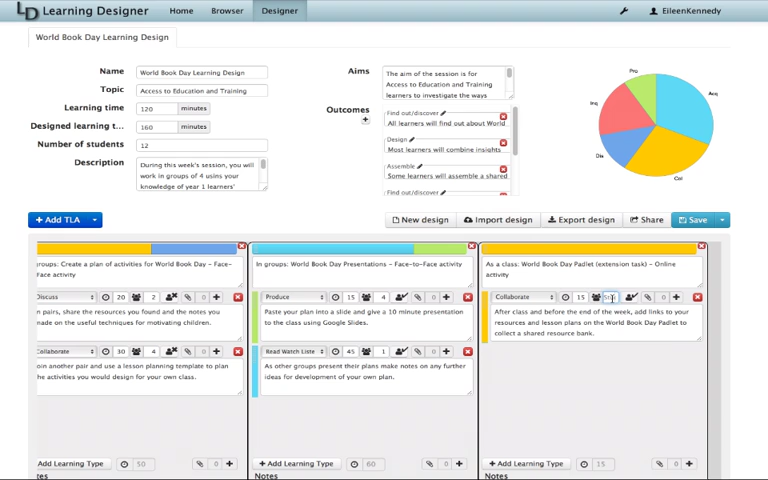 LD Learning Designer Home Browser Designer EileenKennedy
World Book Day Learning Design
Name World Book Day Learning Design
Topic Access to Education and Training
Learning time 120 minutes
Designed learning t... 160 minutes
Number of students 12
Description During this week's session, you will
work in groups of 4 usins your
knowledge of year 1 learners'
Aims The aim of the session is for
Access to Education and Training
learners to investigate the ways
Outcomes
Find out/discover
All learners will find out about World
Design
Most learners will combine insights
Assemble
Some learners will assemble a shared
Find out/discover
Pro
Acq
Inq
Dis
Col
+ Add TLA New design Import design Export design Share Save
groups: Create a plan of activities for World Book Day – Face-
Face activity
Discuss 20 2 0
n pairs, share the resources you found and the notes you
made on the useful techniques for motivating children.
Collaborate 30 4 0
oin another pair and use a lesson planning template to plan
he activities you would design for your own class.
Add Learning Type 50 0
Notes
In groups: World Book Day Presentations – Face-to-Face activity
Produce 15 4 0
Paste your plan into a slide and give a 10 minute presentation
to the class using Google Slides.
Read Watch Liste 45 1 0
As other groups present their plans make notes on any further
ideas for development of your own plan.
+ Add Learning Type 60 0
Notes
As a class: World Book Day Padlet (extension task) – Online
activity
Collaborate 15 0
After class and before the end of the week, add links to your
resources and lesson plans on the World Book Day Padlet to
collect a shared resource bank.
+ Add Learning Type 15 0
Notes